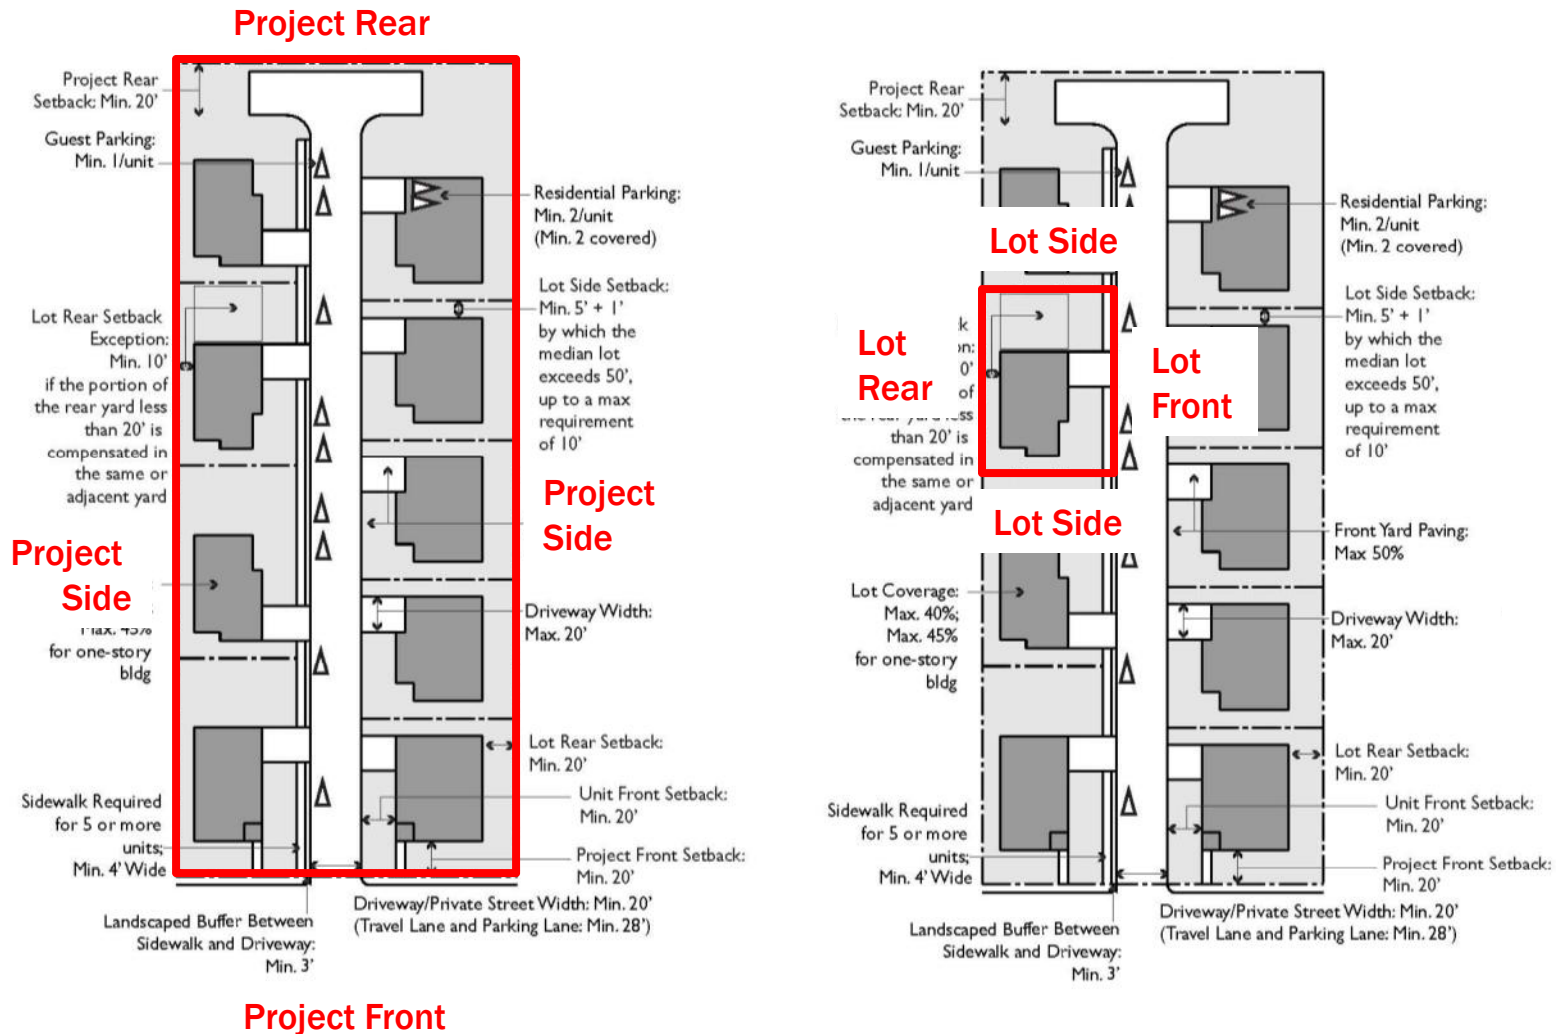 Project Rear
Project Rear
Setback: Min. 20'
Guest Parking:
Min. 1/unit
Residential Parking:
Min. 2/unit
(Min. 2 covered)
Lot Side Setback:
Min. 5' + 1'
by which the
median lot
exceeds 50',
up to a max
requirement
of 10'
Lot Rear Setback
Exception:
Min. 10'
if the portion of
the rear yard less
than 20' is
compensated in
the same or
adjacent yard
Project
Side
Project
Side
Max. 45%
for one-story
bldg
Driveway Width:
Max. 20'
Lot Rear Setback:
Min. 20'
Unit Front Setback:
Min. 20'
Sidewalk Required
for 5 or more
units;
Min. 4' Wide
Project Front Setback:
Min. 20'
Driveway/Private Street Width: Min. 20'
(Travel Lane and Parking Lane: Min. 28')
Landscaped Buffer Between
Sidewalk and Driveway:
Min. 3'
Project Front
Project Rear
Setback: Min. 20'
Guest Parking:
Min. 1/unit
Residential Parking:
Min. 2/unit
(Min. 2 covered)
Lot Side
Lot Side Setback:
Min. 5' + 1'
by which the
median lot
exceeds 50',
up to a max
requirement
of 10'
Lot
Rear
Lot
Front
k
n:
0'
of
the rear yard less
than 20' is
compensated in
the same or
adjacent yard
Lot Side
Front Yard Paving:
Max 50%
Lot Coverage:
Max. 40%;
Max. 45%
for one-story
bldg
Driveway Width:
Max. 20'
Lot Rear Setback:
Min. 20'
Unit Front Setback:
Min. 20'
Sidewalk Required
for 5 or more
units;
Min. 4' Wide
Project Front Setback:
Min. 20'
Driveway/Private Street Width: Min. 20'
(Travel Lane and Parking Lane: Min. 28')
Landscaped Buffer Between
Sidewalk and Driveway:
Min. 3'